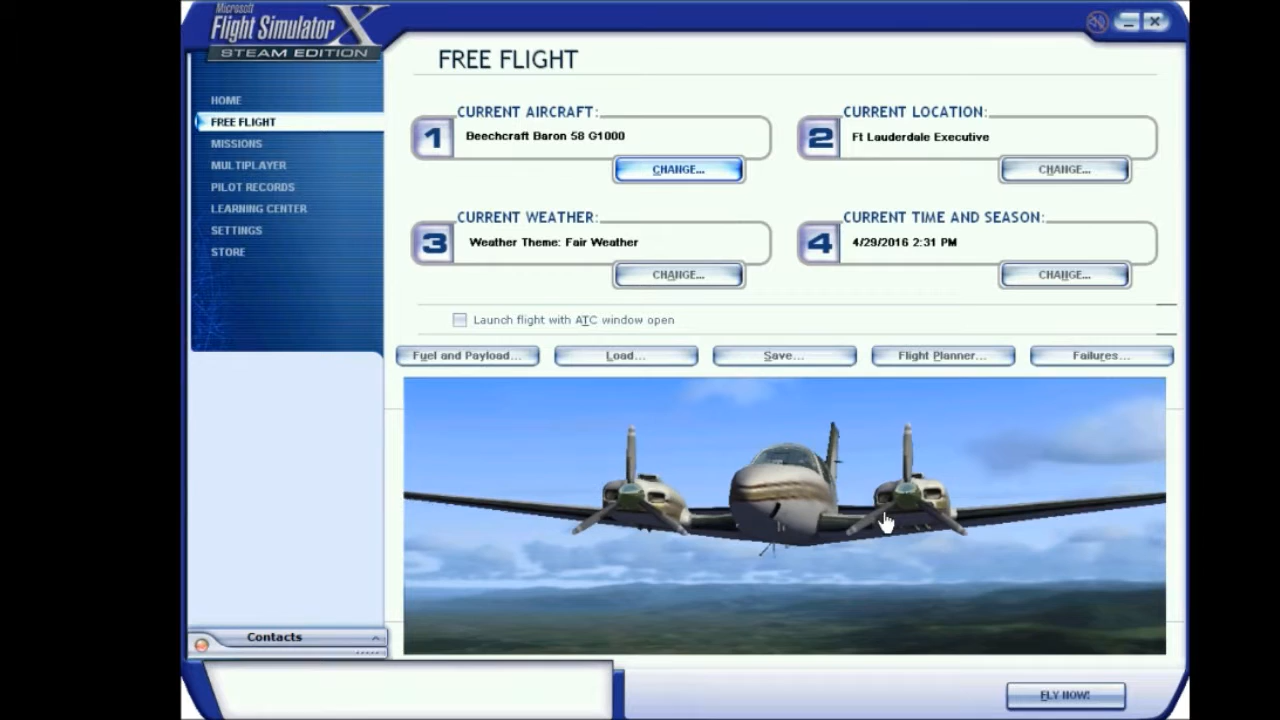 Microsoft
Flight Simulator X
STEAM EDITION
HOME
FREE FLIGHT
MISSIONS
MULTIPLAYER
PILOT RECORDS
LEARNING CENTER
SETTINGS
STORE
Contacts
FREE FLIGHT
CURRENT AIRCRAFT:
1
Beechcraft Baron 58 G1000
CHANGE...
CURRENT LOCATION:
2
Ft Lauderdale Executive
CHANGE...
CURRENT WEATHER:
3
Weather Theme: Fair Weather
CHANGE...
CURRENT TIME AND SEASON:
4
4/29/2016 2:31 PM
CHANGE...
Launch flight with ATC window open
Fuel and Payload...
Load...
Save...
Flight Planner...
Failures...
FLY NOW!